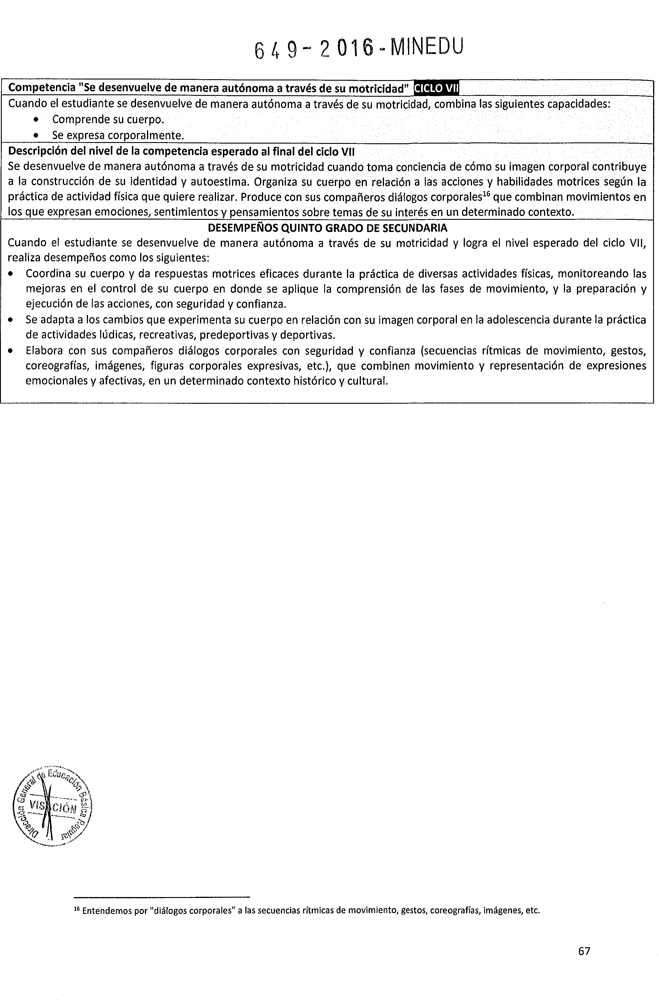 649-2016-MINEDU
Competencia "Se desenvuelve de manera autónoma a través de su motricidad" CICLO VII
Cuando el estudiante se desenvuelve de manera autónoma a través de su motricidad, combina las siguientes capacidades:
• Comprende su cuerpo.
• Se expresa corporalmente.
Descripción del nivel de la competencia esperado al final del ciclo VII
Se desenvuelve de manera autónoma a través de su motricidad cuando toma conciencia de cómo su imagen corporal contribuye
a la construcción de su identidad y autoestima. Organiza su cuerpo en relación a las acciones y habilidades motrices según la
práctica de actividad física que quiere realizar. Produce con sus compañeros diálogos corporales¹⁶ que combinan movimientos en
los que expresan emociones, sentimientos y pensamientos sobre temas de su interés en un determinado contexto.
DESEMPEÑOS QUINTO GRADO DE SECUNDARIA
Cuando el estudiante se desenvuelve de manera autónoma a través de su motricidad y logra el nivel esperado del ciclo VII,
realiza desempeños como los siguientes:
• Coordina su cuerpo y da respuestas motrices eficaces durante la práctica de diversas actividades físicas, monitoreando las
mejoras en el control de su cuerpo en donde se aplique la comprensión de las fases de movimiento, y la preparación y
ejecución de las acciones, con seguridad y confianza.
• Se adapta a los cambios que experimenta su cuerpo en relación con su imagen corporal en la adolescencia durante la práctica
de actividades lúdicas, recreativas, predeportivas y deportivas.
• Elabora con sus compañeros diálogos corporales con seguridad y confianza (secuencias rítmicas de movimiento, gestos,
coreografías, imágenes, figuras corporales expresivas, etc.), que combinen movimiento y representación de expresiones
emocionales y afectivas, en un determinado contexto histórico y cultural.
Dirección General de Educación Básica Regular
VISACIÓN
¹⁶ Entendemos por "diálogos corporales" a las secuencias rítmicas de movimiento, gestos, coreografías, imágenes, etc.
67